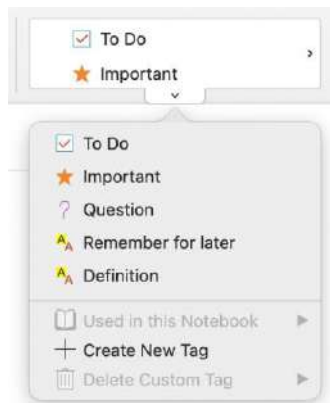 To Do
Important
To Do
Important
Question
Remember for later
Definition
Used in this Notebook
Create New Tag
Delete Custom Tag